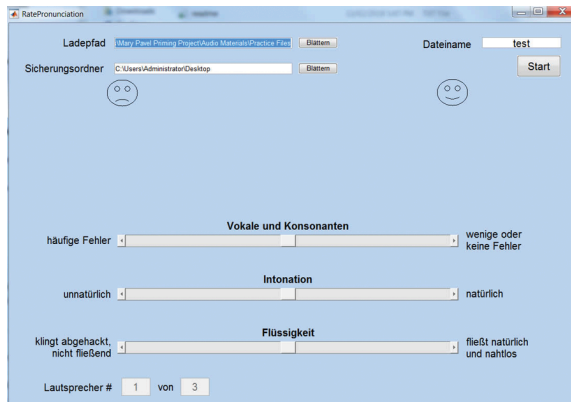 RatePronunciation
Ladepfad \Mary Pavel Priming Project\Audio Materials\Practice Files Blättern Dateiname test
Sicherungsordner C:\Users\Administrator\Desktop Blättern Start
Vokale und Konsonanten
häufige Fehler wenige oder
keine Fehler
Intonation
unnatürlich natürlich
Flüssigkeit
klingt abgehackt, fließt natürlich
nicht fließend und nahtlos
Lautsprecher # 1 von 3